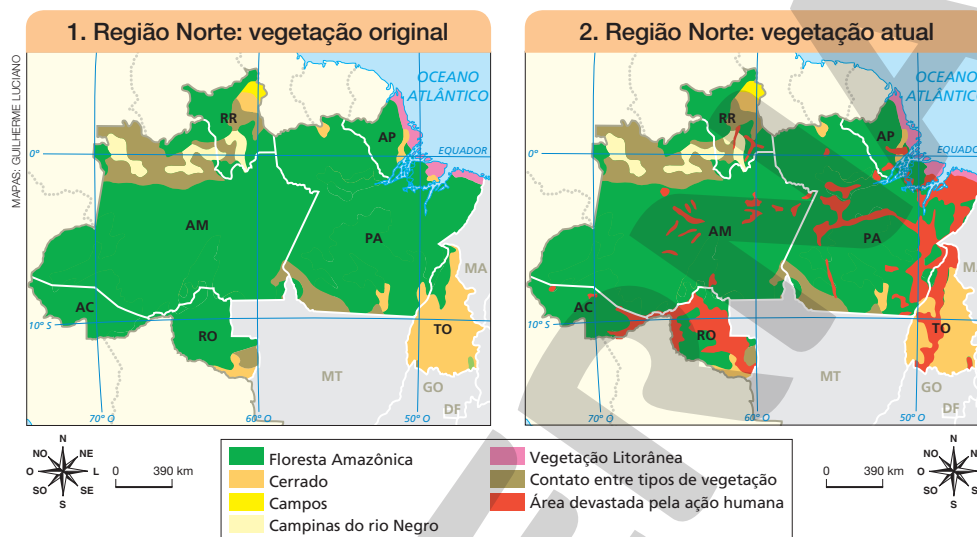 1. Região Norte: vegetação original
2. Região Norte: vegetação atual
MAPAS: GUILHERME LUCIANO
OCEANO
ATLÂNTICO
RR
AP
0°
EQUADOR
AM
PA
MA
AC
10° S
TO
RO
MT
GO
DF
70° O
60° O
50° O
OCEANO
ATLÂNTICO
RR
AP
0°
EQUADOR
AM
PA
MA
AC
10° S
TO
RO
MT
GO
DF
70° O
60° O
50° O
N
NO
NE
O
L
SO
SE
S
0 390 km
Floresta Amazônica
Cerrado
Campos
Campinas do rio Negro
Vegetação Litorânea
Contato entre tipos de vegetação
Área devastada pela ação humana
0 390 km
N
NO
NE
O
L
SO
SE
S